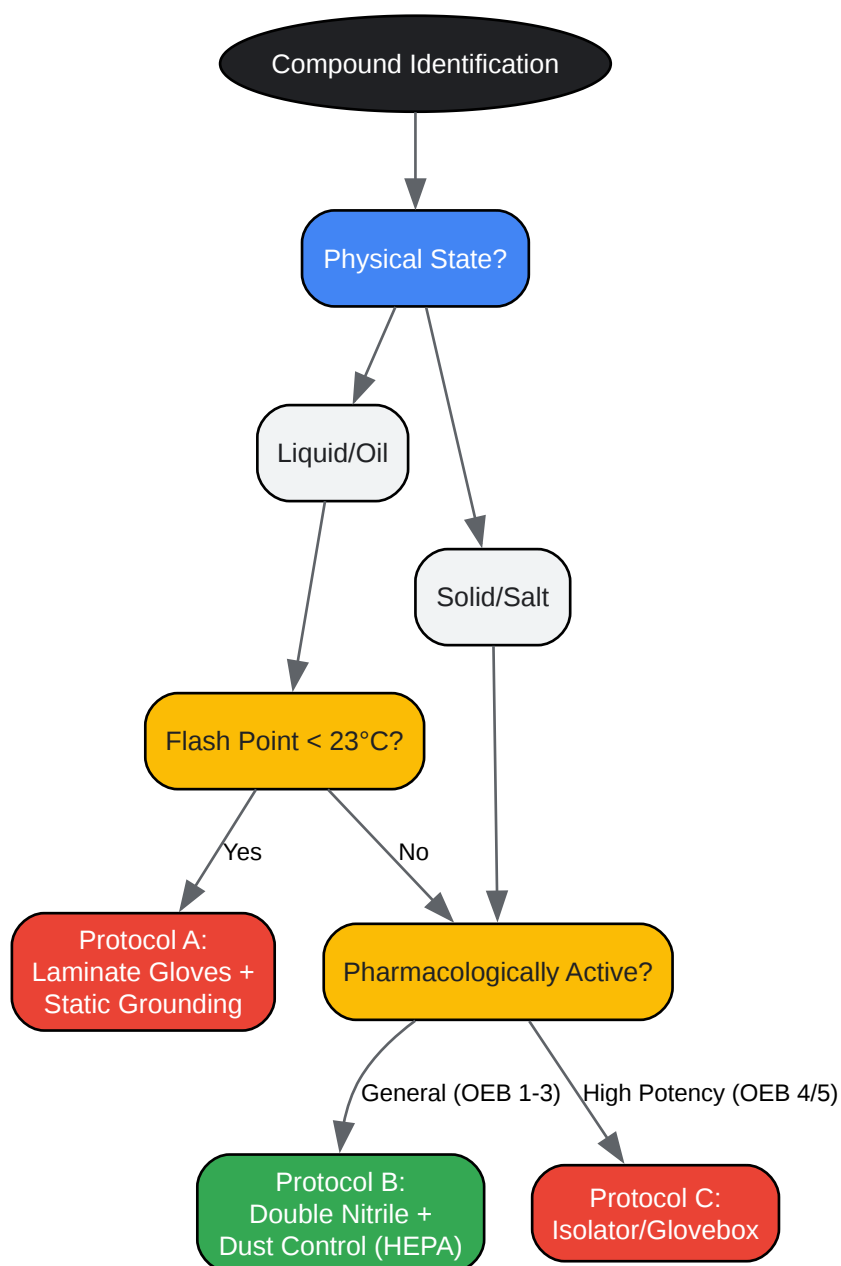 Compound Identification
Physical State?
Liquid/Oil
Solid/Salt
Flash Point < 23°C?
Yes
No
Protocol A:
Laminate Gloves +
Static Grounding
Pharmacologically Active?
General (OEB 1-3)
High Potency (OEB 4/5)
Protocol B:
Double Nitrile +
Dust Control (HEPA)
Protocol C:
Isolator/Glovebox